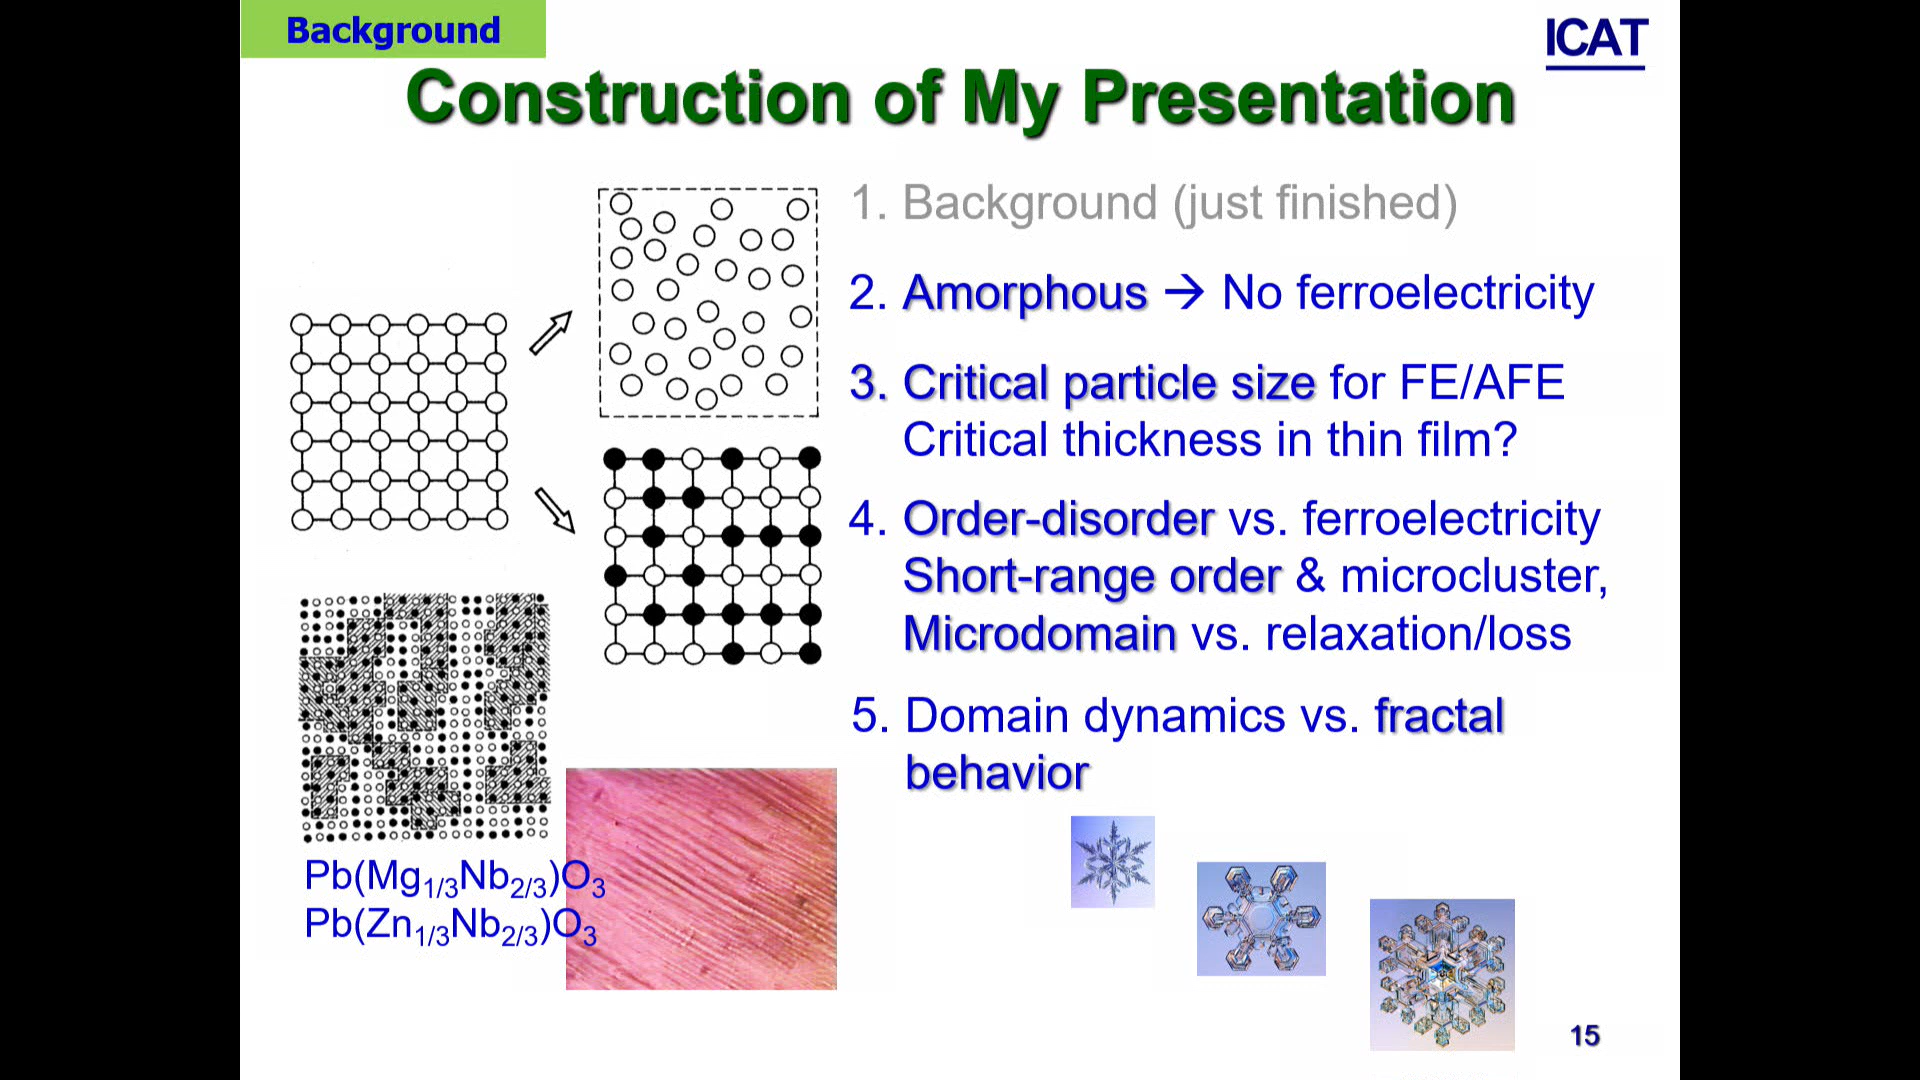 Background
ICAT
Construction of My Presentation
1. Background (just finished)
2. Amorphous → No ferroelectricity
3. Critical particle size for FE/AFE
Critical thickness in thin film?
4. Order-disorder vs. ferroelectricity
Short-range order & microcluster,
Microdomain vs. relaxation/loss
5. Domain dynamics vs. fractal
behavior
Pb(Mg1/3Nb2/3)O3
Pb(Zn1/3Nb2/3)O3
15